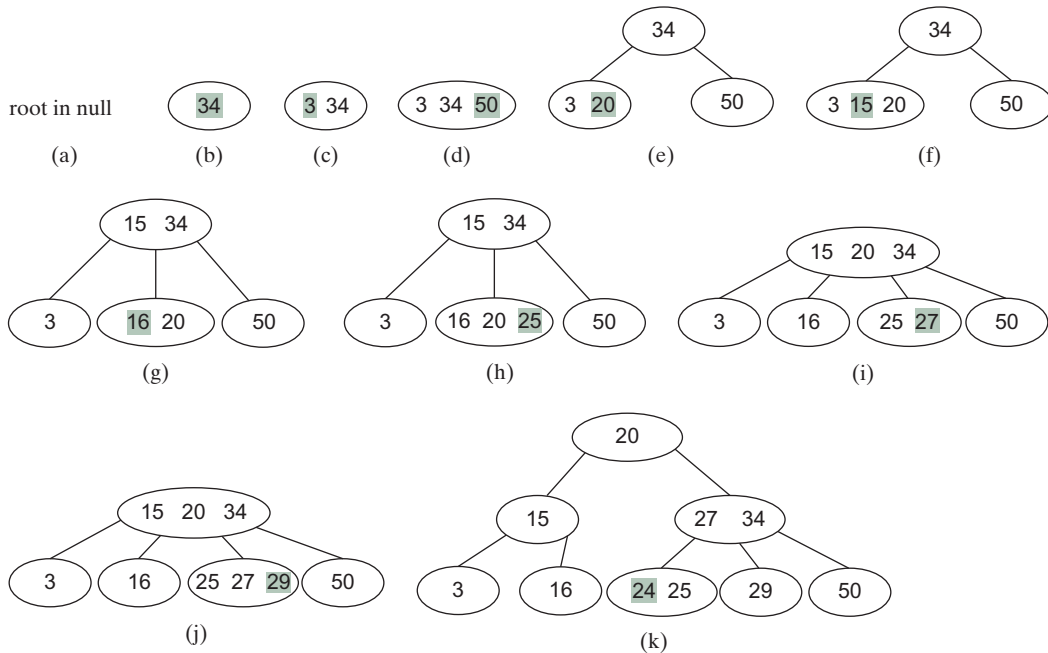 34
34
root in null
34
3 34
3 34 50
3 20
50
3 15 20
50
(a)
(b)
(c)
(d)
(e)
(f)
15 34
15 34
15 20 34
3
16 20
50
3
16 20 25
50
3
16
25 27
50
(g)
(h)
(i)
20
15 20 34
15
27 34
3
16
25 27 29
50
3
16
24 25
29
50
(j)
(k)